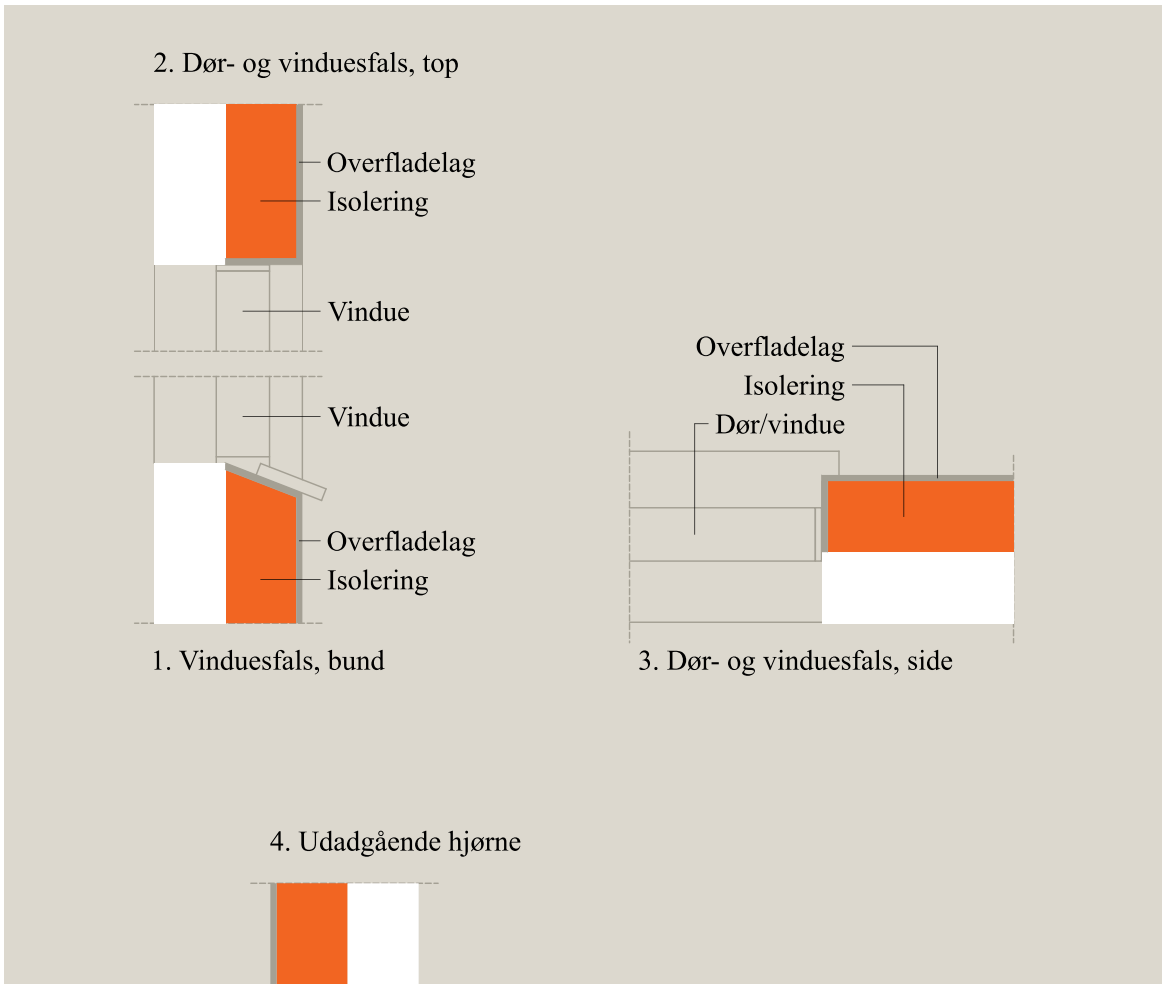 2. Dør- og vinduesfals, top
Overfladelag
Isolering
Vindue
Vindue
Overfladelag
Isolering
1. Vinduesfals, bund
Overfladelag
Isolering
Dør/vindue
3. Dør- og vinduesfals, side
4. Udadgående hjørne